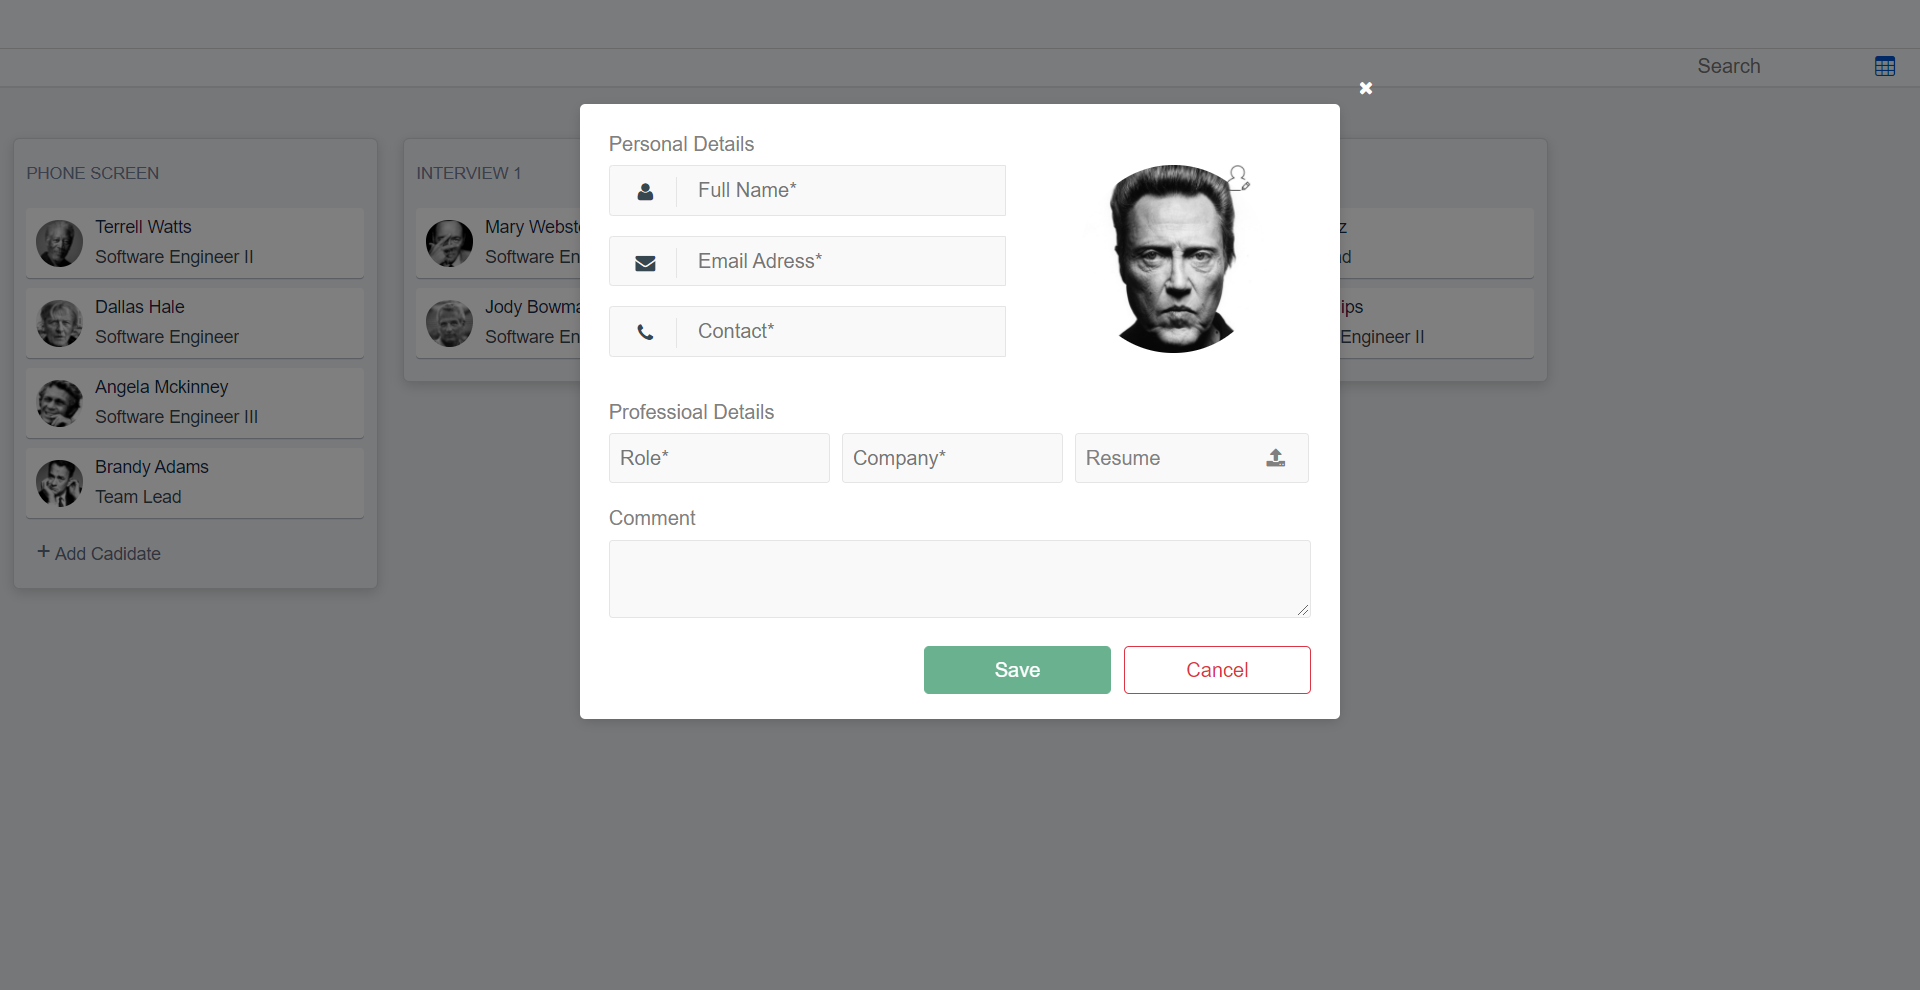 Search
PHONE SCREEN
Terrell Watts
Software Engineer II
Dallas Hale
Software Engineer
Angela Mckinney
Software Engineer III
Brandy Adams
Team Lead
+ Add Cadidate
INTERVIEW 1
Mary Webst
Software En
Jody Bowma
Software En
Personal Details
Full Name*
Email Adress*
Contact*
Professioal Details
Role*
Company*
Resume
Comment
Save
Cancel
z
d
ips
Engineer II